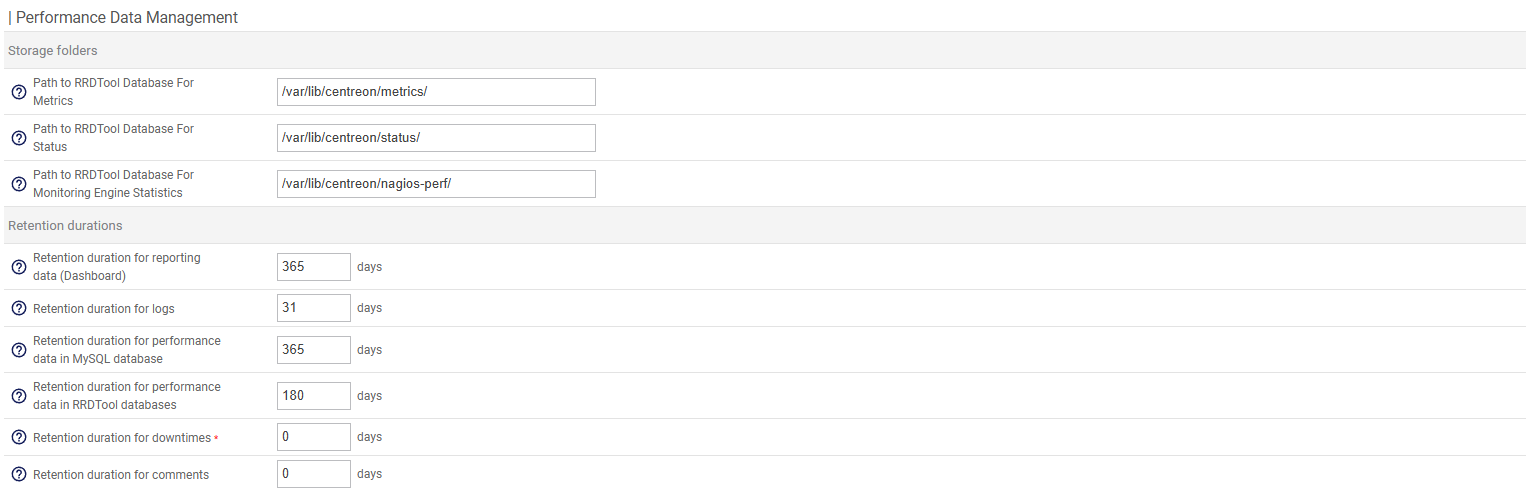 Performance Data Management
Storage folders
Path to RRDTool Database For
Metrics
/var/lib/centreon/metrics/
Path to RRDTool Database For
Status
/var/lib/centreon/status/
Path to RRDTool Database For
Monitoring Engine Statistics
/var/lib/centreon/nagios-perf/
Retention durations
Retention duration for reporting
data (Dashboard)
365 days
Retention duration for logs
31 days
Retention duration for performance
data in MySQL database
365 days
Retention duration for performance
data in RRDTool databases
180 days
Retention duration for downtimes *
0 days
Retention duration for comments
0 days